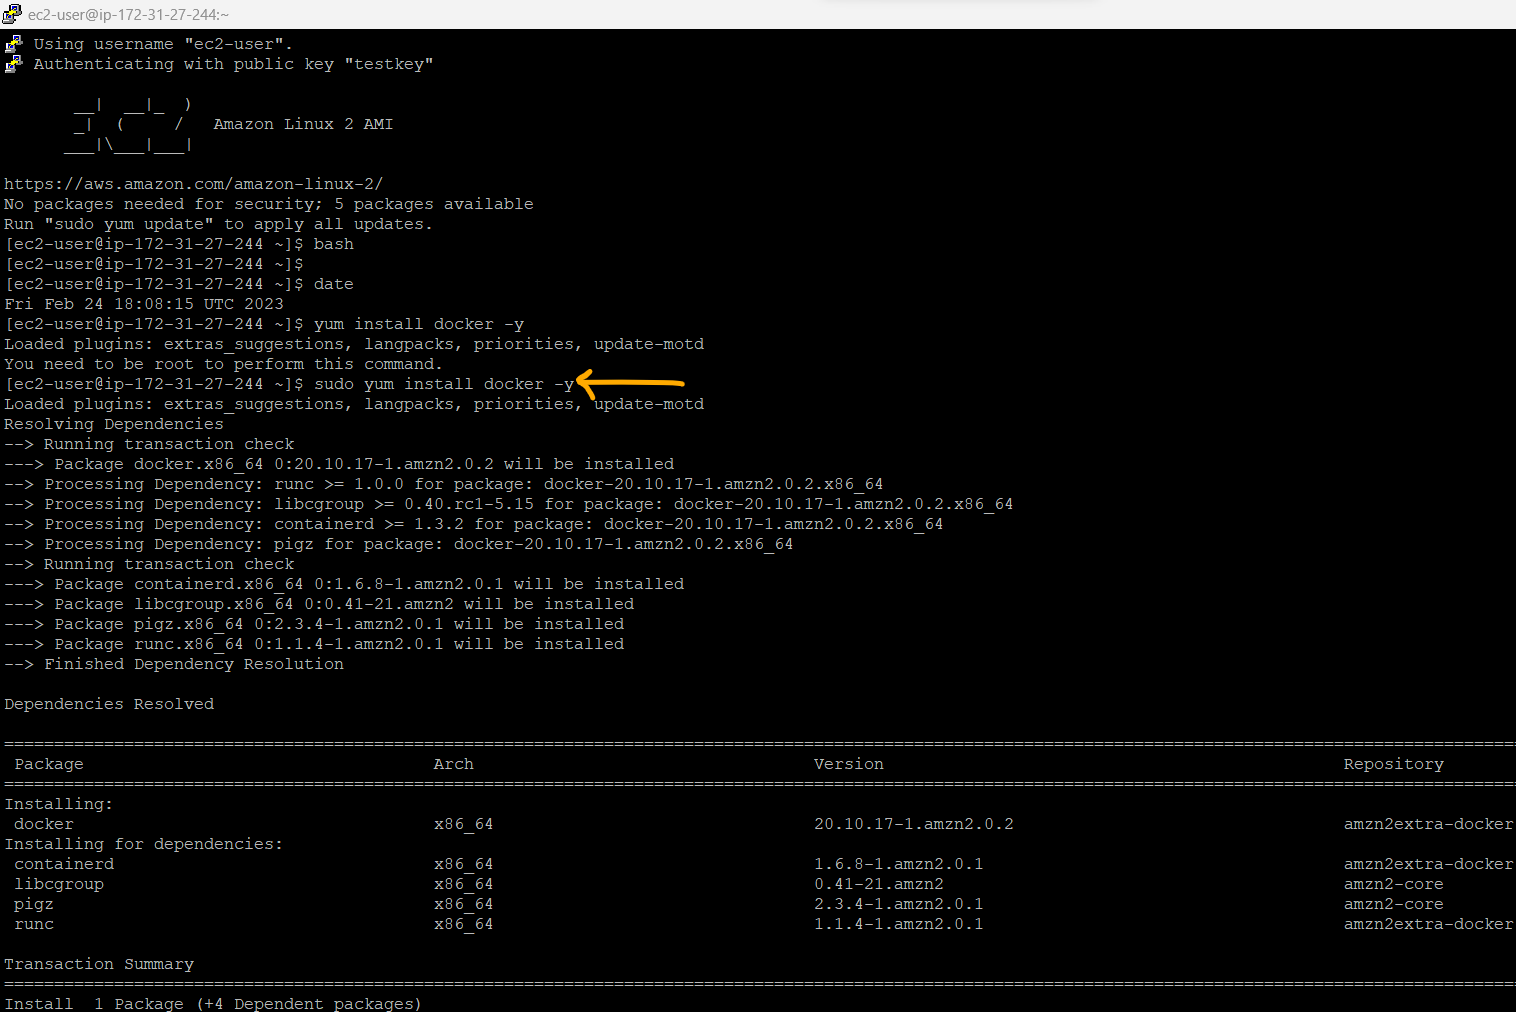 ec2-user@ip-172-31-27-244:~
Using username "ec2-user".
Authenticating with public key "testkey"
       __|  __|_  )
       _|  (     /   Amazon Linux 2 AMI
      ___|\___|___|
https://aws.amazon.com/amazon-linux-2/
No packages needed for security; 5 packages available
Run "sudo yum update" to apply all updates.
[ec2-user@ip-172-31-27-244 ~]$ bash
[ec2-user@ip-172-31-27-244 ~]$
[ec2-user@ip-172-31-27-244 ~]$ date
Fri Feb 24 18:08:15 UTC 2023
[ec2-user@ip-172-31-27-244 ~]$ yum install docker -y
Loaded plugins: extras_suggestions, langpacks, priorities, update-motd
You need to be root to perform this command.
[ec2-user@ip-172-31-27-244 ~]$ sudo yum install docker -y
Loaded plugins: extras_suggestions, langpacks, priorities, update-motd
Resolving Dependencies
--> Running transaction check
---> Package docker.x86_64 0:20.10.17-1.amzn2.0.2 will be installed
--> Processing Dependency: runc >= 1.0.0 for package: docker-20.10.17-1.amzn2.0.2.x86_64
--> Processing Dependency: libcgroup >= 0.40.rc1-5.15 for package: docker-20.10.17-1.amzn2.0.2.x86_64
--> Processing Dependency: containerd >= 1.3.2 for package: docker-20.10.17-1.amzn2.0.2.x86_64
--> Processing Dependency: pigz for package: docker-20.10.17-1.amzn2.0.2.x86_64
--> Running transaction check
---> Package containerd.x86_64 0:1.6.8-1.amzn2.0.1 will be installed
---> Package libcgroup.x86_64 0:0.41-21.amzn2 will be installed
---> Package pigz.x86_64 0:2.3.4-1.amzn2.0.1 will be installed
---> Package runc.x86_64 0:1.1.4-1.amzn2.0.1 will be installed
--> Finished Dependency Resolution
Dependencies Resolved
Package Arch Version Repository
Installing:
docker x86_64 20.10.17-1.amzn2.0.2 amzn2extra-docker
Installing for dependencies:
containerd x86_64 1.6.8-1.amzn2.0.1 amzn2extra-docker
libcgroup x86_64 0.41-21.amzn2 amzn2-core
pigz x86_64 2.3.4-1.amzn2.0.1 amzn2-core
runc x86_64 1.1.4-1.amzn2.0.1 amzn2extra-docker
Transaction Summary
Install  1 Package (+4 Dependent packages)